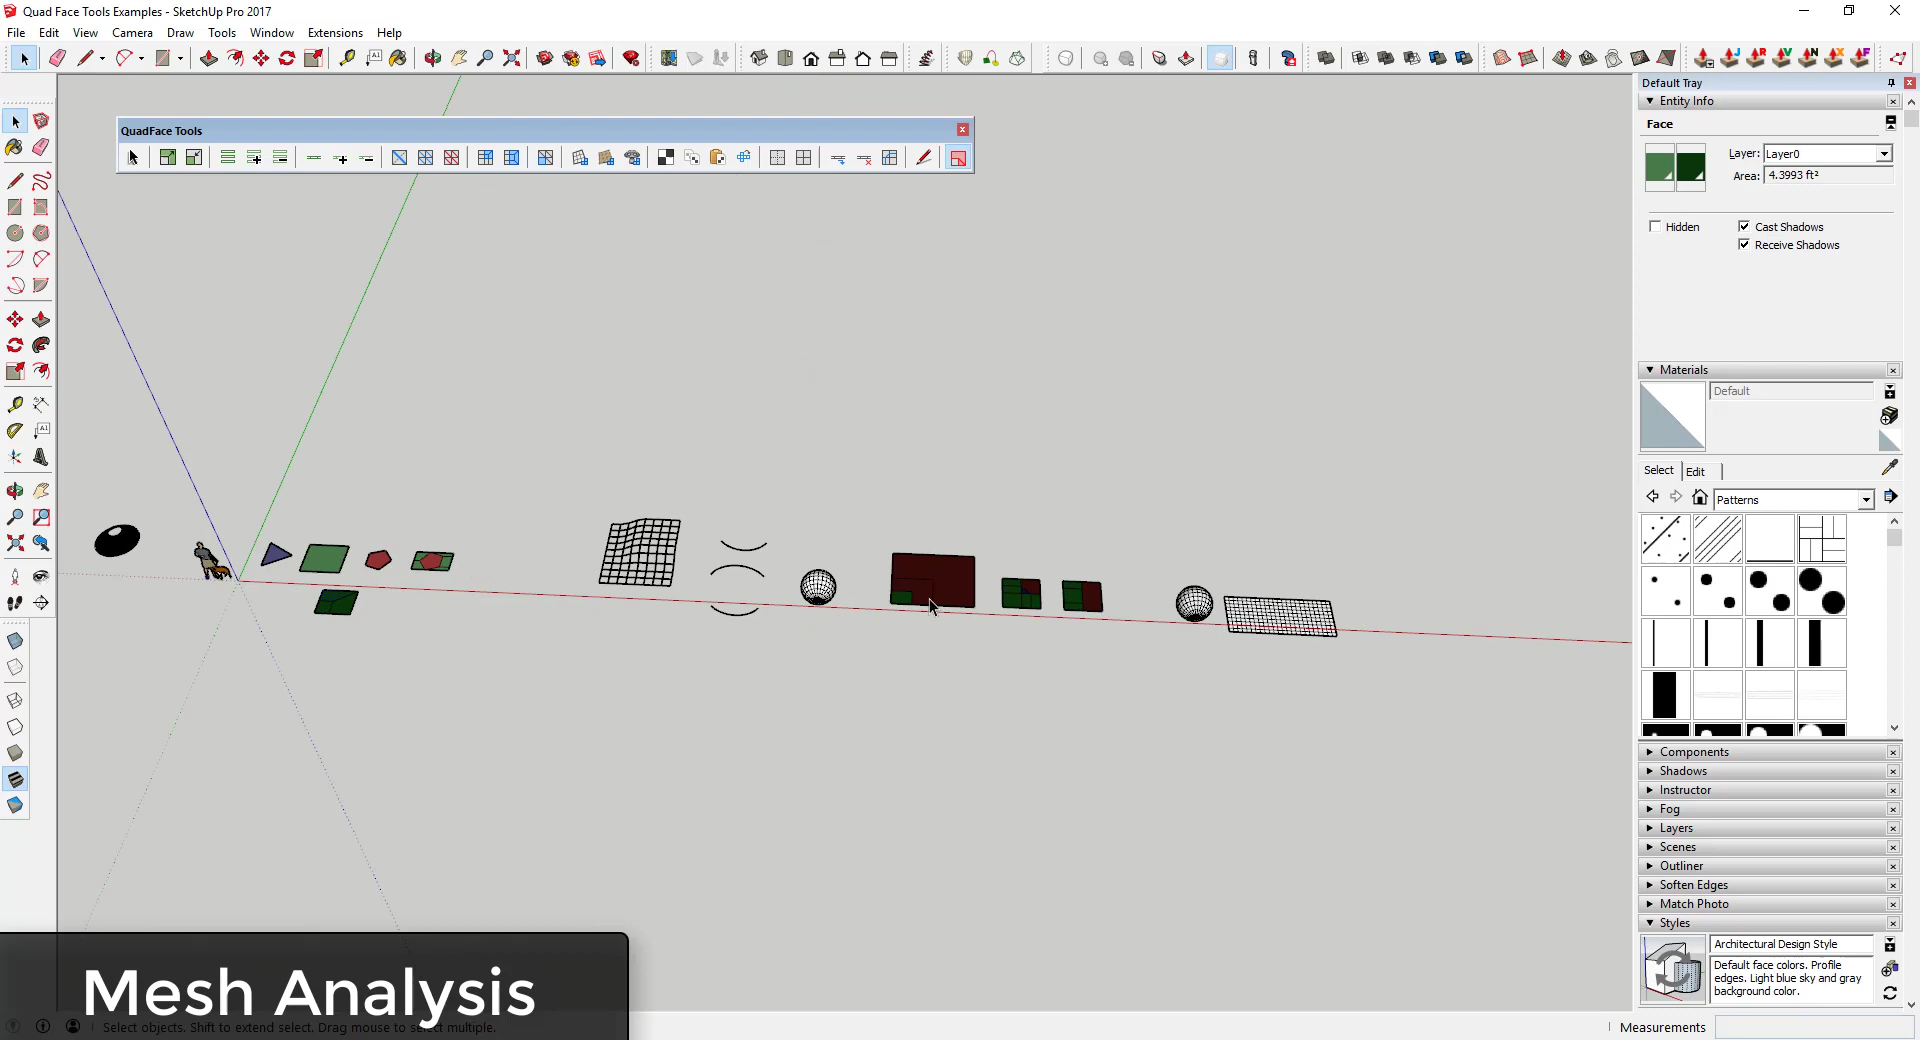 Quad Face Tools Examples - SketchUp Pro 2017
File Edit View Camera Draw Tools Window Extensions Help
QuadFace Tools
Default Tray
Entity Info
Face
Layer: Layer0
Area: 4.3993 ft²
Hidden
Cast Shadows
Receive Shadows
Materials
Default
Select Edit
Patterns
Components
Shadows
Instructor
Fog
Layers
Scenes
Outliner
Soften Edges
Match Photo
Styles
Architectural Design Style
Default face colors. Profile
edges. Light blue sky and gray
background color.
Mesh Analysis
Select objects. Shift to extend select. Drag mouse to select multiple.
Measurements